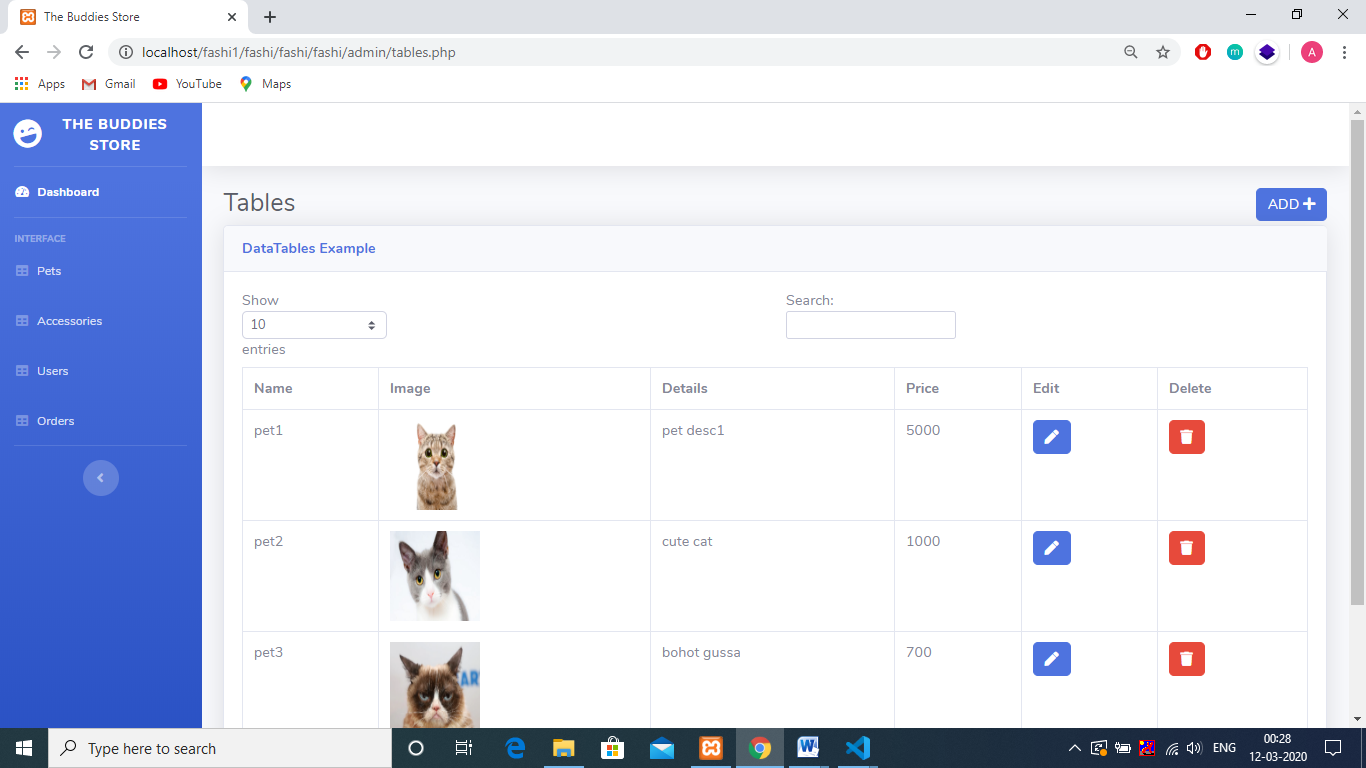 The Buddies Store
localhost/fashi1/fashi/fashi/fashi/admin/tables.php
m
A
Apps Gmail YouTube Maps
THE BUDDIES
STORE
Dashboard
INTERFACE
Pets
Accessories
Users
Orders
Tables
ADD
DataTables Example
Show
10
entries
Search:
Name Image Details Price Edit Delete
pet1 pet desc1 5000
pet2 cute cat 1000
pet3 bohot gussa 700
Type here to search
ENG
00:28
12-03-2020